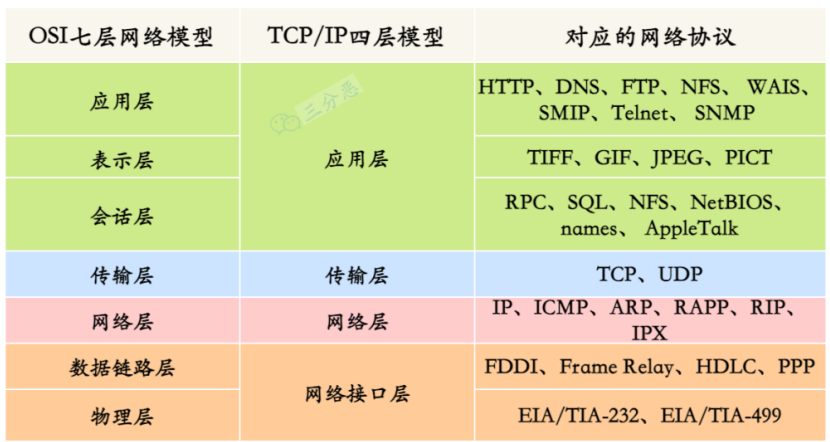 OSI七层网络模型 TCP/IP四层模型 对应的网络协议
应用层 HTTP、DNS、FTP、NFS、 WAIS、
SMIP、Telnet、 SNMP
三分恶
表示层 应用层 TIFF、GIF、JPEG、PICT
会话层 RPC、SQL、NFS、NetBIOS、
names、 AppleTalk
传输层 传输层 TCP、UDP
网络层 网络层 IP、ICMP、ARP、RAPP、RIP、
IPX
数据链路层 FDDI、Frame Relay、HDLC、PPP
网络接口层
物理层 EIA/TIA-232、EIA/TIA-499